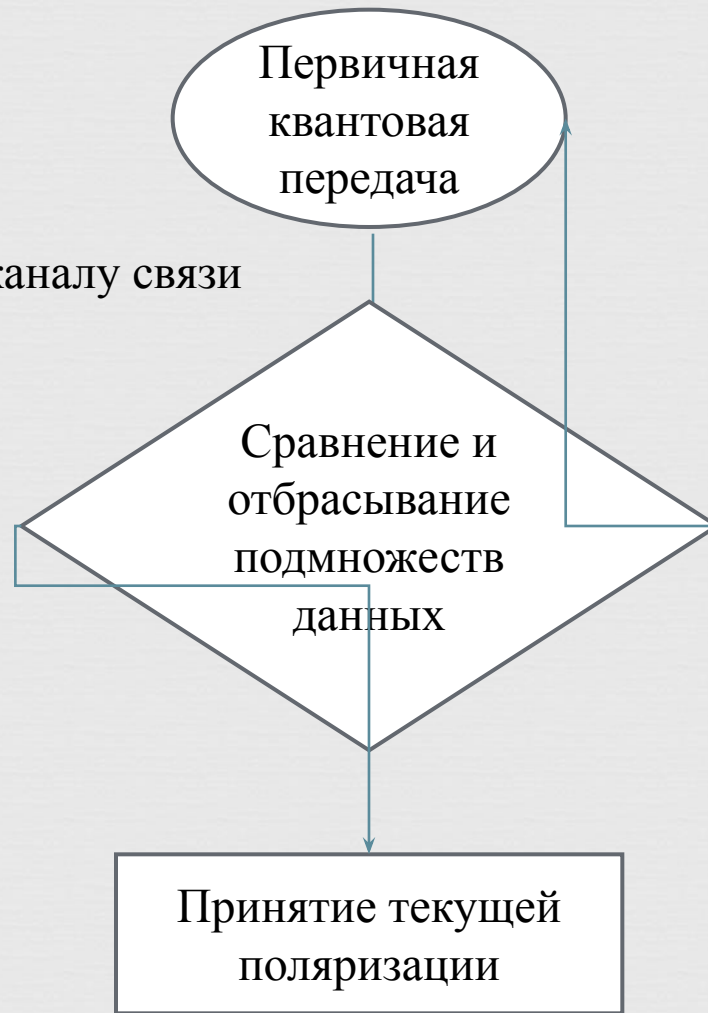 Первичная
квантовая
передача
каналу связи
Сравнение и
отбрасывание
подмножеств
данных
Принятие текущей
поляризации